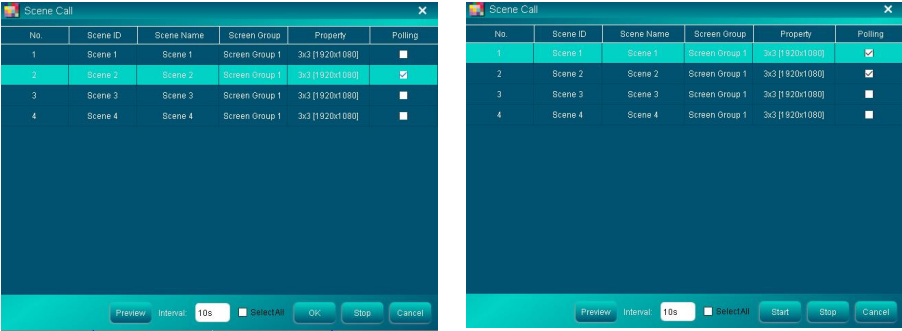 Scene Call
No. Scene ID Scene Name Screen Group Property Polling
1 Scene 1 Scene 1 Screen Group 1 3x3 [1920x1080]
2 Scene 2 Scene 2 Screen Group 1 3x3 [1920x1080]
3 Scene 3 Scene 3 Screen Group 1 3x3 [1920x1080]
4 Scene 4 Scene 4 Screen Group 1 3x3 [1920x1080]
Preview Interval: 10s SelectAll OK Stop Cancel
Scene Call
No. Scene ID Scene Name Screen Group Property Polling
1 Scene 1 Scene 1 Screen Group 1 3x3 [1920x1080]
2 Scene 2 Scene 2 Screen Group 1 3x3 [1920x1080]
3 Scene 3 Scene 3 Screen Group 1 3x3 [1920x1080]
4 Scene 4 Scene 4 Screen Group 1 3x3 [1920x1080]
Preview Interval: 10s SelectAll Start Stop Cancel